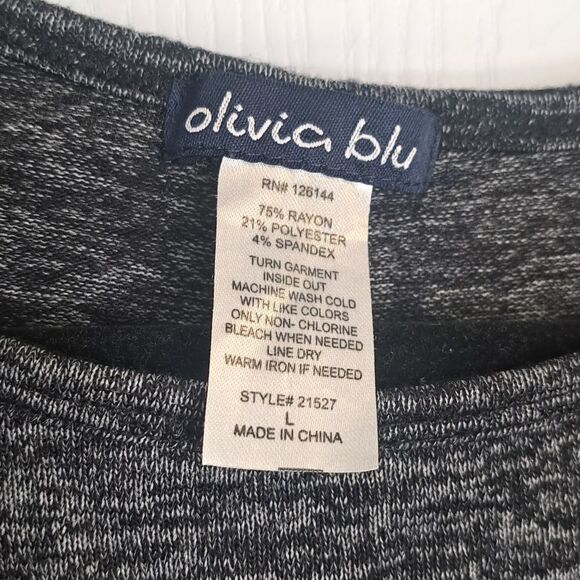 olivia blu
RN# 126144
75% RAYON
21% POLYESTER
4% SPANDEX
TURN GARMENT
INSIDE OUT
MACHINE WASH COLD
WITH LIKE COLORS
ONLY NON- CHLORINE
BLEACH WHEN NEEDED
LINE DRY
WARM IRON IF NEEDED
STYLE# 21527
L
MADE IN CHINA